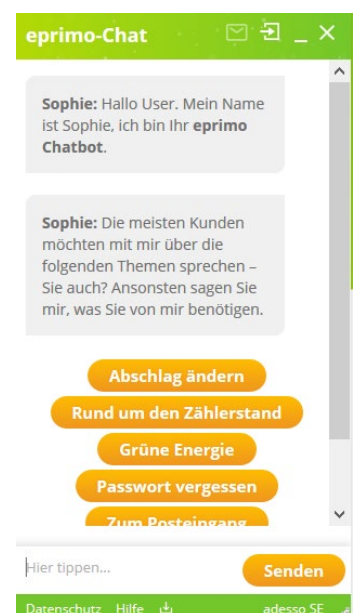 eprimo-Chat
Sophie: Hallo User. Mein Name
ist Sophie, ich bin Ihr eprimo
Chatbot.
Sophie: Die meisten Kunden
möchten mit mir über die
folgenden Themen sprechen –
Sie auch? Ansonsten sagen Sie
mir, was Sie von mir benötigen.
Abschlag ändern
Rund um den Zählerstand
Grüne Energie
Passwort vergessen
Zum Posteingang
Hier tippen...
Senden
Datenschutz Hilfe adesso SE